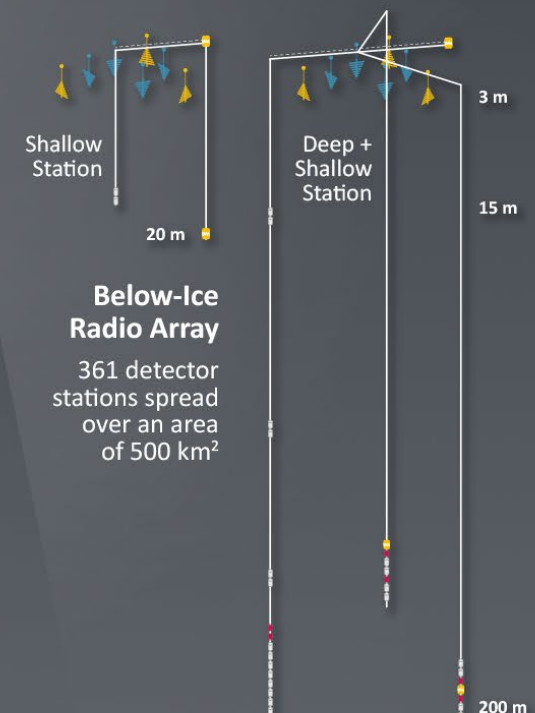 3 m
Shallow
Station
Deep +
Shallow
Station
15 m
20 m
Below-Ice
Radio Array
361 detector
stations spread
over an area
of 500 km²
200 m